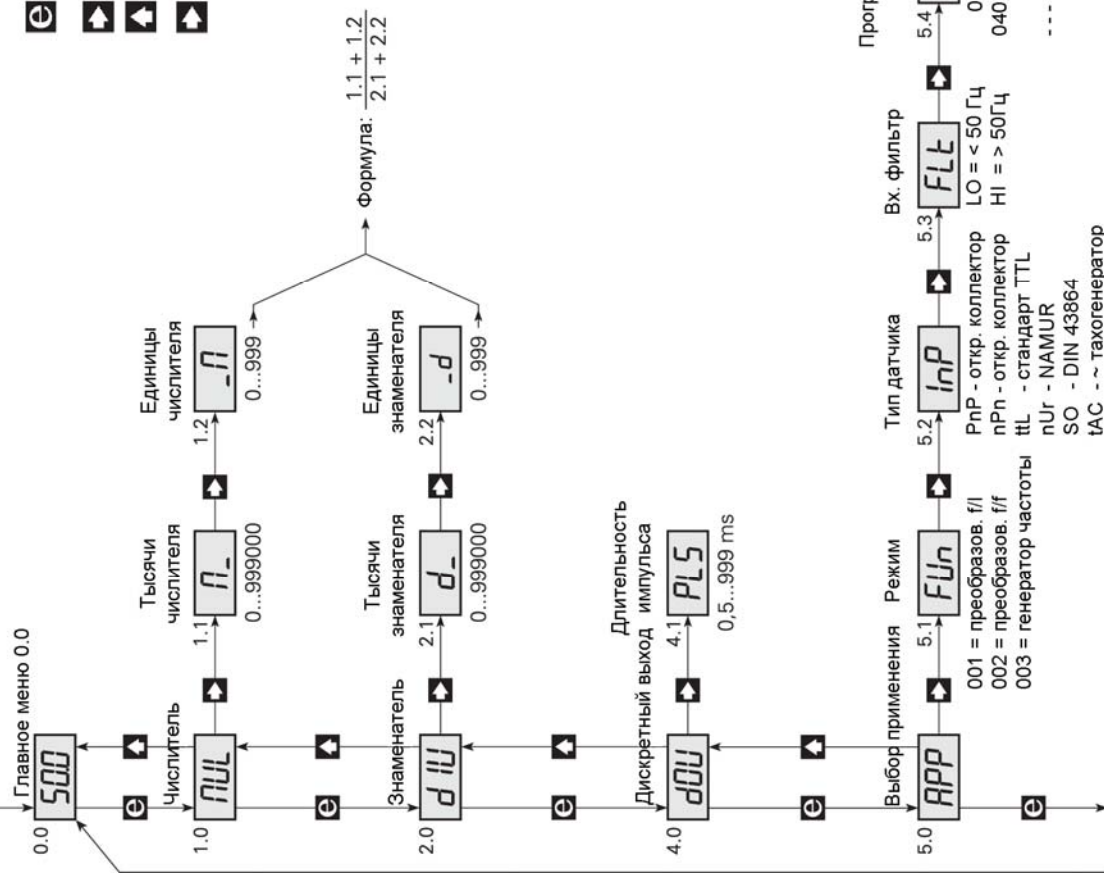 e
Главное меню 0.0
0.0
50.0
e
Числитель
1.0
NUL
Тысячи
числителя
1.1
n_
0...999000
Единицы
числителя
1.2
_n
0...999
e
Знаменатель
2.0
dIU
Тысячи
знаменателя
2.1
d_
0...999000
Единицы
знаменателя
2.2
_d
0...999
Формула:
1.1 + 1.2
2.1 + 2.2
e
Дискретный выход
4.0
dOU
Длительность
импульса
4.1
PLS
0,5...999 ms
e
Выбор применения
5.0
APP
e
Режим
5.1
FUn
001 = преобразов. f/I
002 = преобразов. f/f
003 = генератор частоты
Тип датчика
5.2
InP
PnP - откр. коллектор
nPn - откр. коллектор
ttL - стандарт TTL
nUr - NAMUR
SO - DIN 43864
tAC - ~ тахогенератор
Вх. фильтр
5.3
FLt
LO = < 50 Гц
HI = > 50Гц
Прогр
5.4
0
040
---